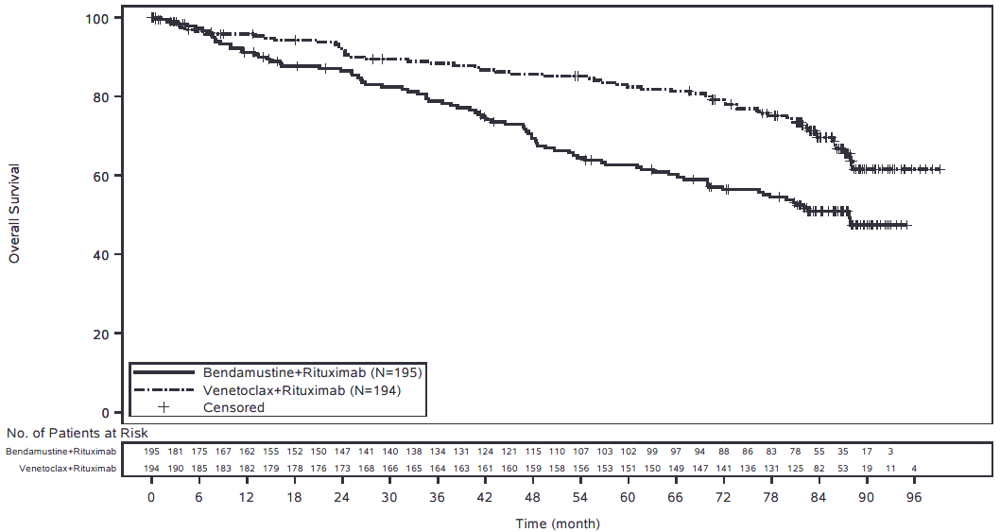 100
80
60
40
20
0
Overall Survival
Bendamustine+Rituximab (N=195)
Venetoclax+Rituximab (N=194)
Censored
No. of Patients at Risk
Bendamustine+Rituximab 195 181 175 167 162 155 152 150 147 141 140 138 134 131 124 121 115 110 107 103 102 99 97 94 88 86 83 78 55 35 17 3
Venetoclax+Rituximab 194 190 185 183 182 179 178 176 173 168 166 165 164 163 161 160 159 158 156 153 151 150 149 147 141 136 131 125 82 53 19 11 4
0 6 12 18 24 30 36 42 48 54 60 66 72 78 84 90 96
Time (month)